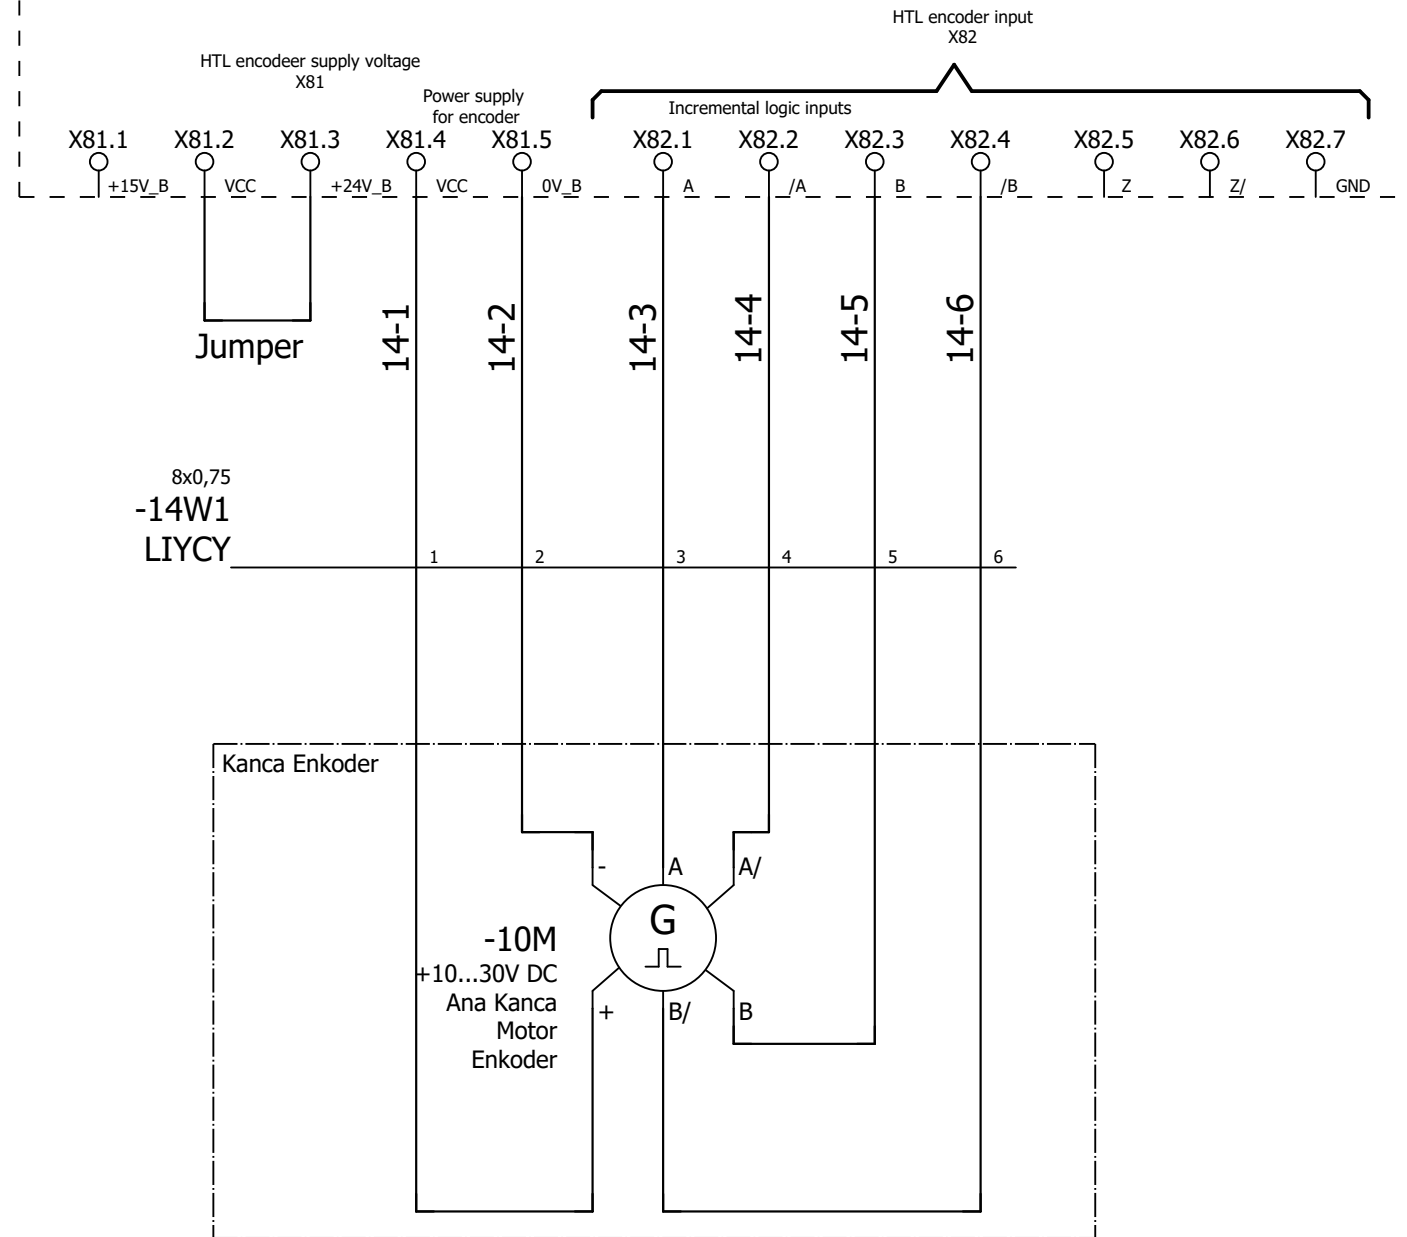 HTL encoder input
X82
HTL encodeer supply voltage
X81
Power supply
for encoder
Incremental logic inputs
X81.1 X81.2 X81.3 X81.4 X81.5 X82.1 X82.2 X82.3 X82.4 X82.5 X82.6 X82.7
+15V_B VCC +24V_B VCC 0V_B A /A B /B Z Z/ GND
14-1 14-2 14-3 14-4 14-5 14-6
Jumper
8x0,75
-14W1
LIYCY
1 2 3 4 5 6
Kanca Enkoder
- A A/
G
-10M
+10...30V DC
Ana Kanca
Motor
Enkoder
+ B/ B